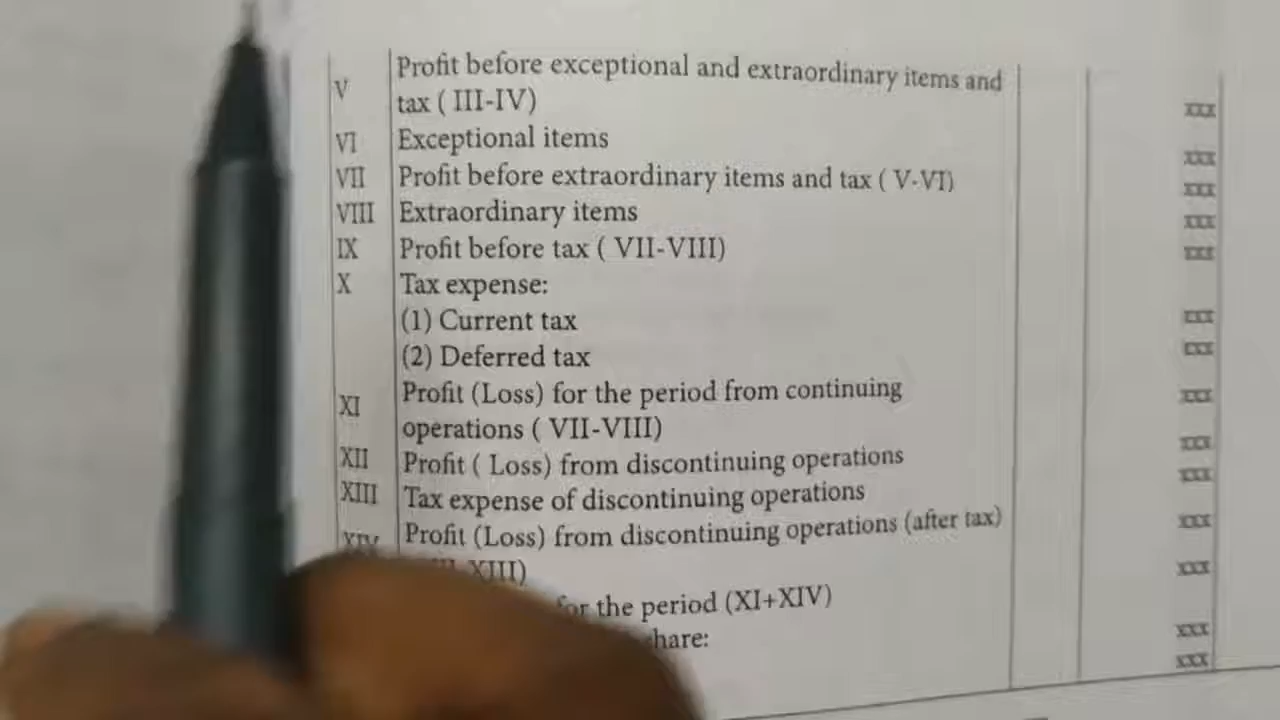 V Profit before exceptional and extraordinary items and
tax ( III-IV) xxx
VI Exceptional items xxx
VII Profit before extraordinary items and tax ( V-VI) xxx
VIII Extraordinary items xxx
IX Profit before tax ( VII-VIII) xxx
X Tax expense:
(1) Current tax xxx
(2) Deferred tax xxx
XI Profit (Loss) for the period from continuing xxx
operations ( VII-VIII) xxx
XII Profit ( Loss) from discontinuing operations xxx
XIII Tax expense of discontinuing operations
XIV Profit (Loss) from discontinuing operations (after tax) xxx
XIII) xxx
for the period (XI+XIV) xxx
hare: xxx